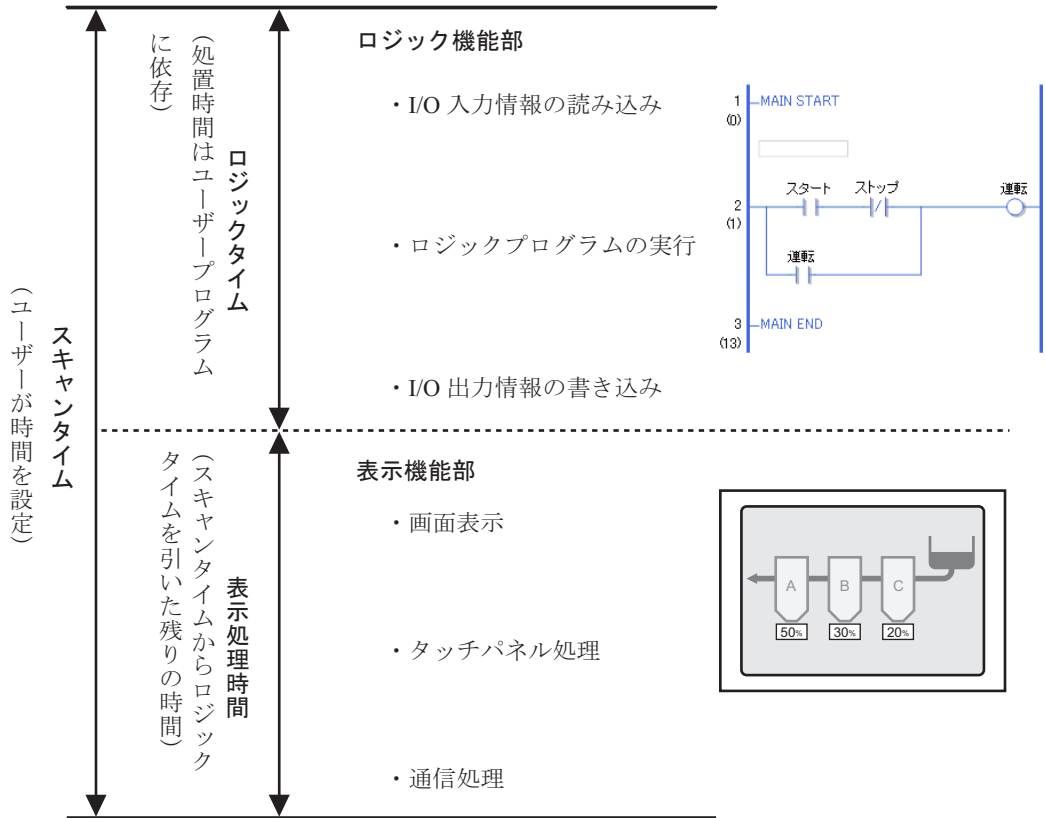 スキャンタイム
(ユーザーが時間を設定)
ロジックタイム
(処置時間はユーザープログラム
に依存)
ロジック機能部
・I/O 入力情報の読み込み
・ロジックプログラムの実行
・I/O 出力情報の書き込み
1
(0)
MAIN START
スタート ストップ 運転
2
(1)
運転
3
(13)
MAIN END
表示処理時間
(スキャンタイムからロジック
タイムを引いた残りの時間)
表示機能部
・画面表示
・タッチパネル処理
・通信処理
A B C
50% 30% 20%